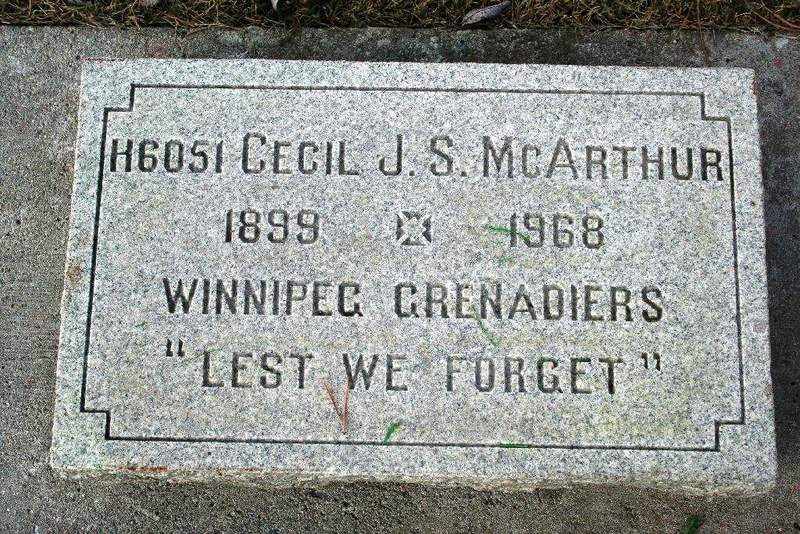 H6051 CECIL J. S. MCARTHUR
1899 1968
WINNIPEG GRENADIERS
"LEST WE FORGET"